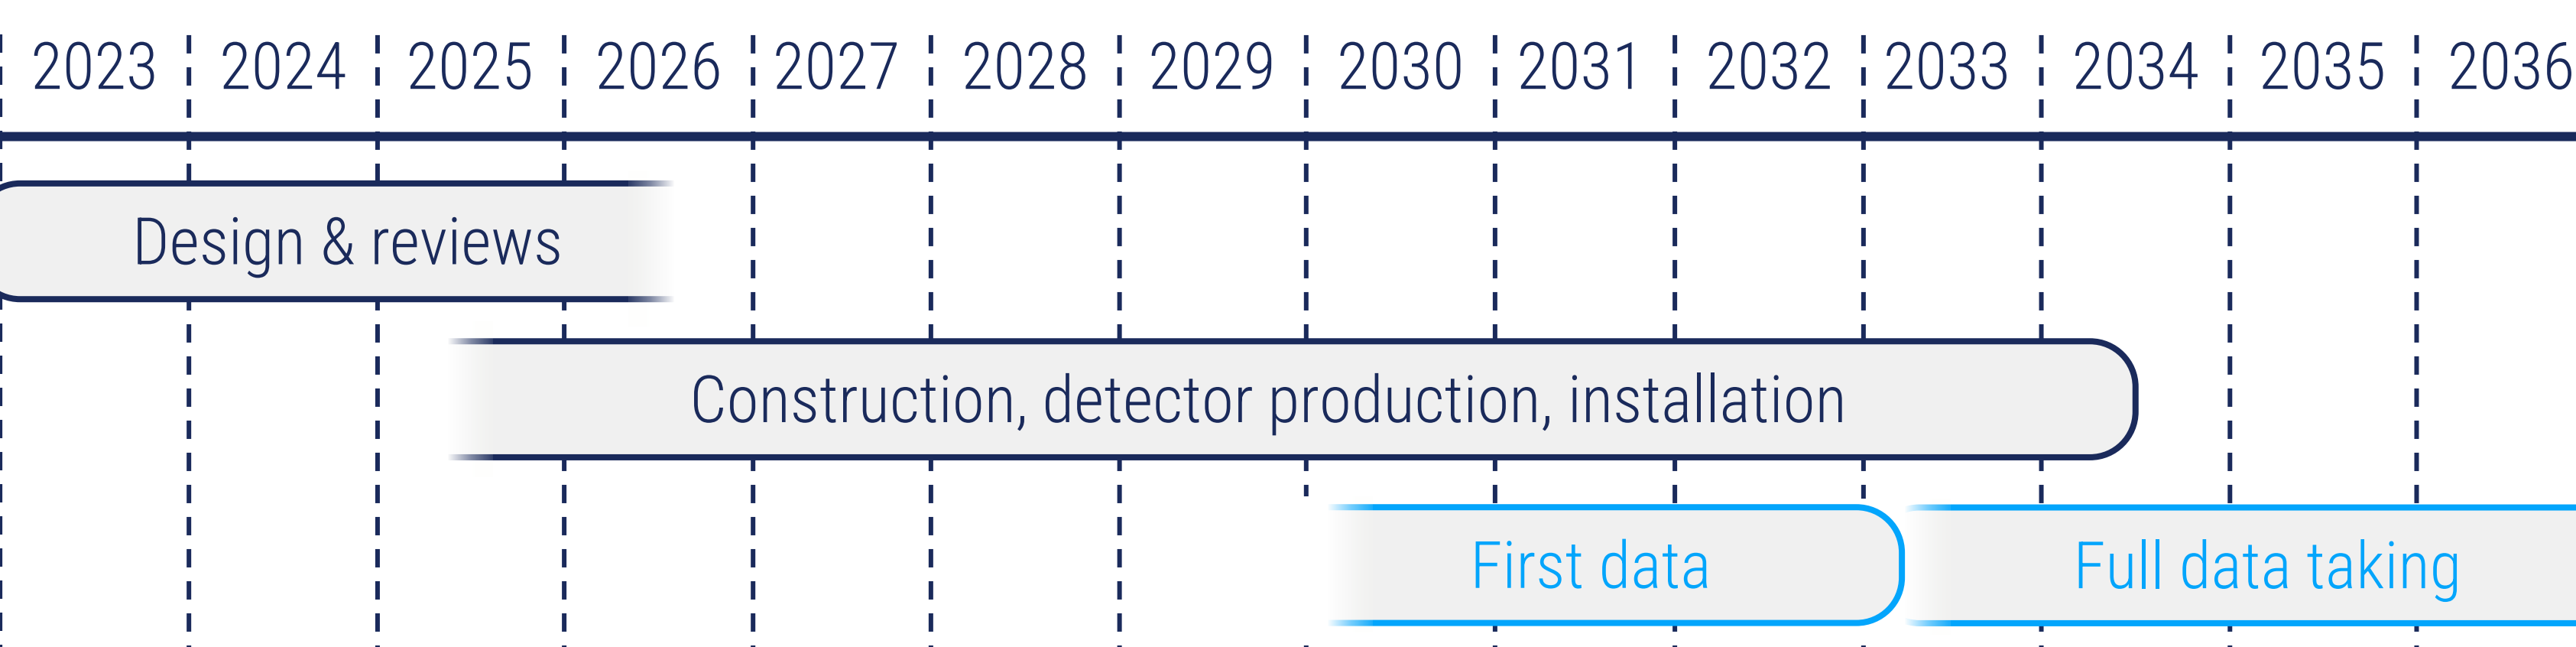 2023 2024 2025 2026 2027 2028 2029 2030 2031 2032 2033 2034 2035 2036
Design & reviews
Construction, detector production, installation
First data
Full data taking